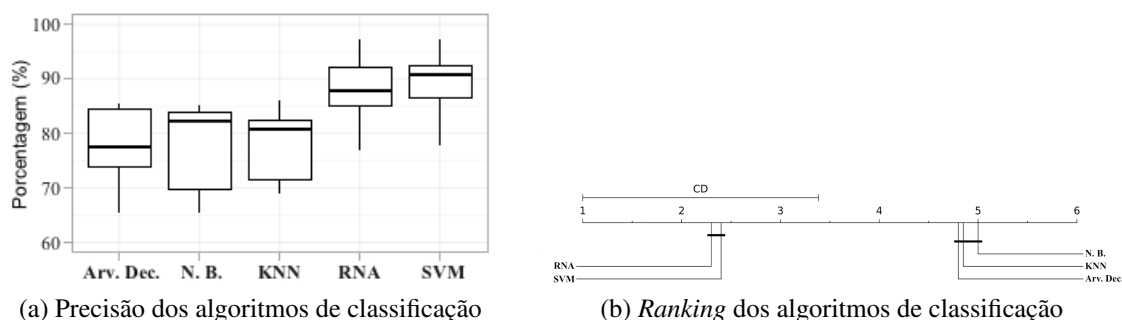 100
90
80
70
60
Porcentagem (%)
Arv. Dec. N. B. KNN RNA SVM
(a) Precisão dos algoritmos de classificação
CD
1 2 3 4 5 6
RNA
SVM
N. B.
KNN
Arv. Dec.
(b) Ranking dos algoritmos de classificação